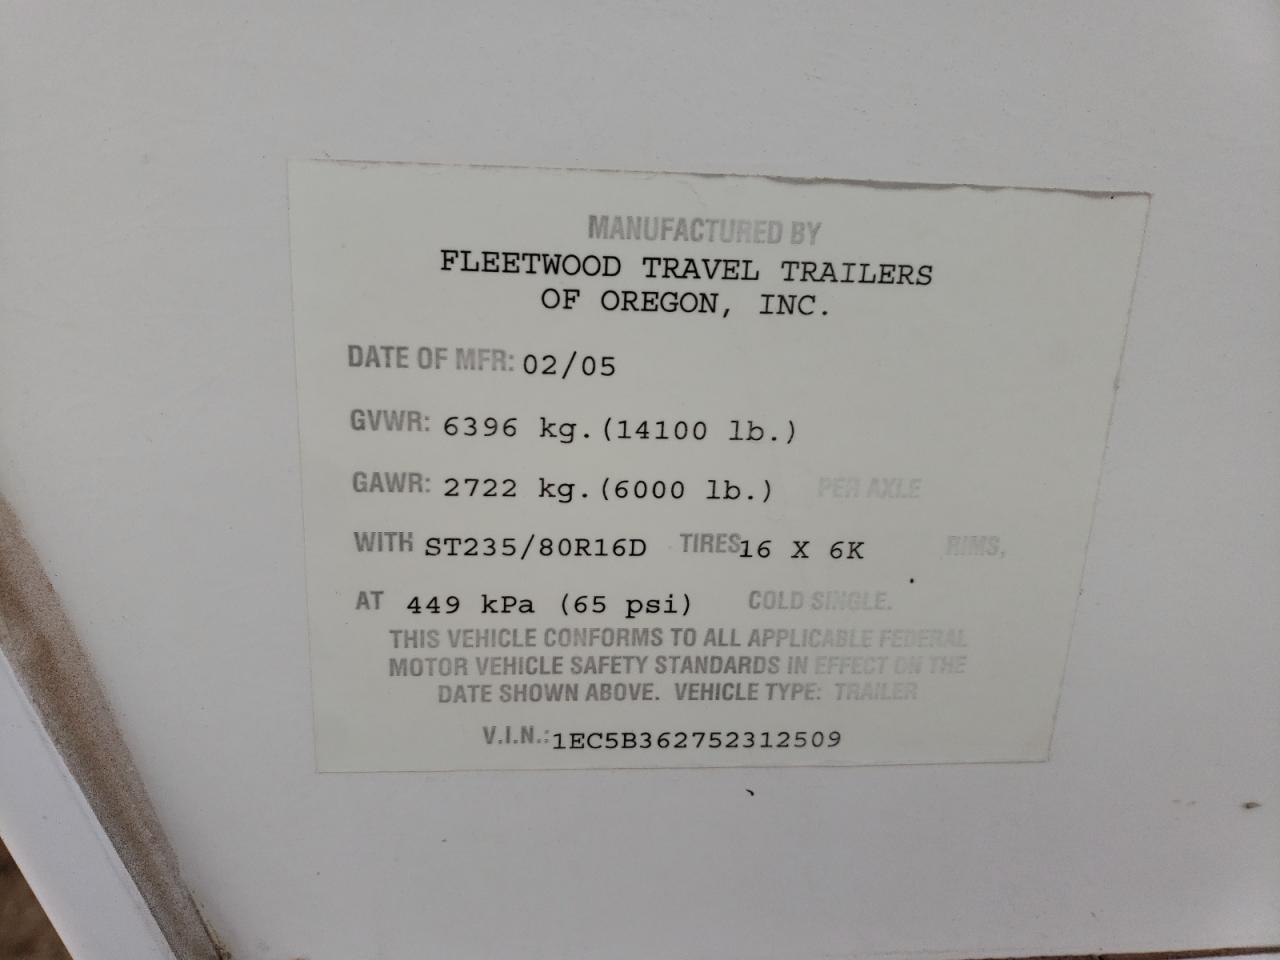 MANUFACTURED BY
FLEETWOOD TRAVEL TRAILERS
OF OREGON, INC.
DATE OF MFR: 02/05
GVWR: 6396 kg.(14100 lb.)
GAWR: 2722 kg.(6000 lb.) PER AXLE
WITH ST235/80R16D TIRES 16 X 6K RIMS,
AT 449 kPa (65 psi) COLD SINGLE.
THIS VEHICLE CONFORMS TO ALL APPLICABLE FEDERAL
MOTOR VEHICLE SAFETY STANDARDS IN EFFECT ON THE
DATE SHOWN ABOVE. VEHICLE TYPE: TRAILER
V.I.N.: 1EC5B362752312509